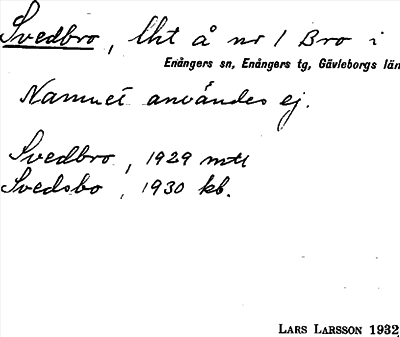 Svedbro, lht å nr 1 Bro i
Enångers sn, Enångers tg, Gävleborgs län
Namnet användes ej.
Svedbro, 1929 mtl
Svedsbo, 1930 kb.
LARS LARSSON 1932.